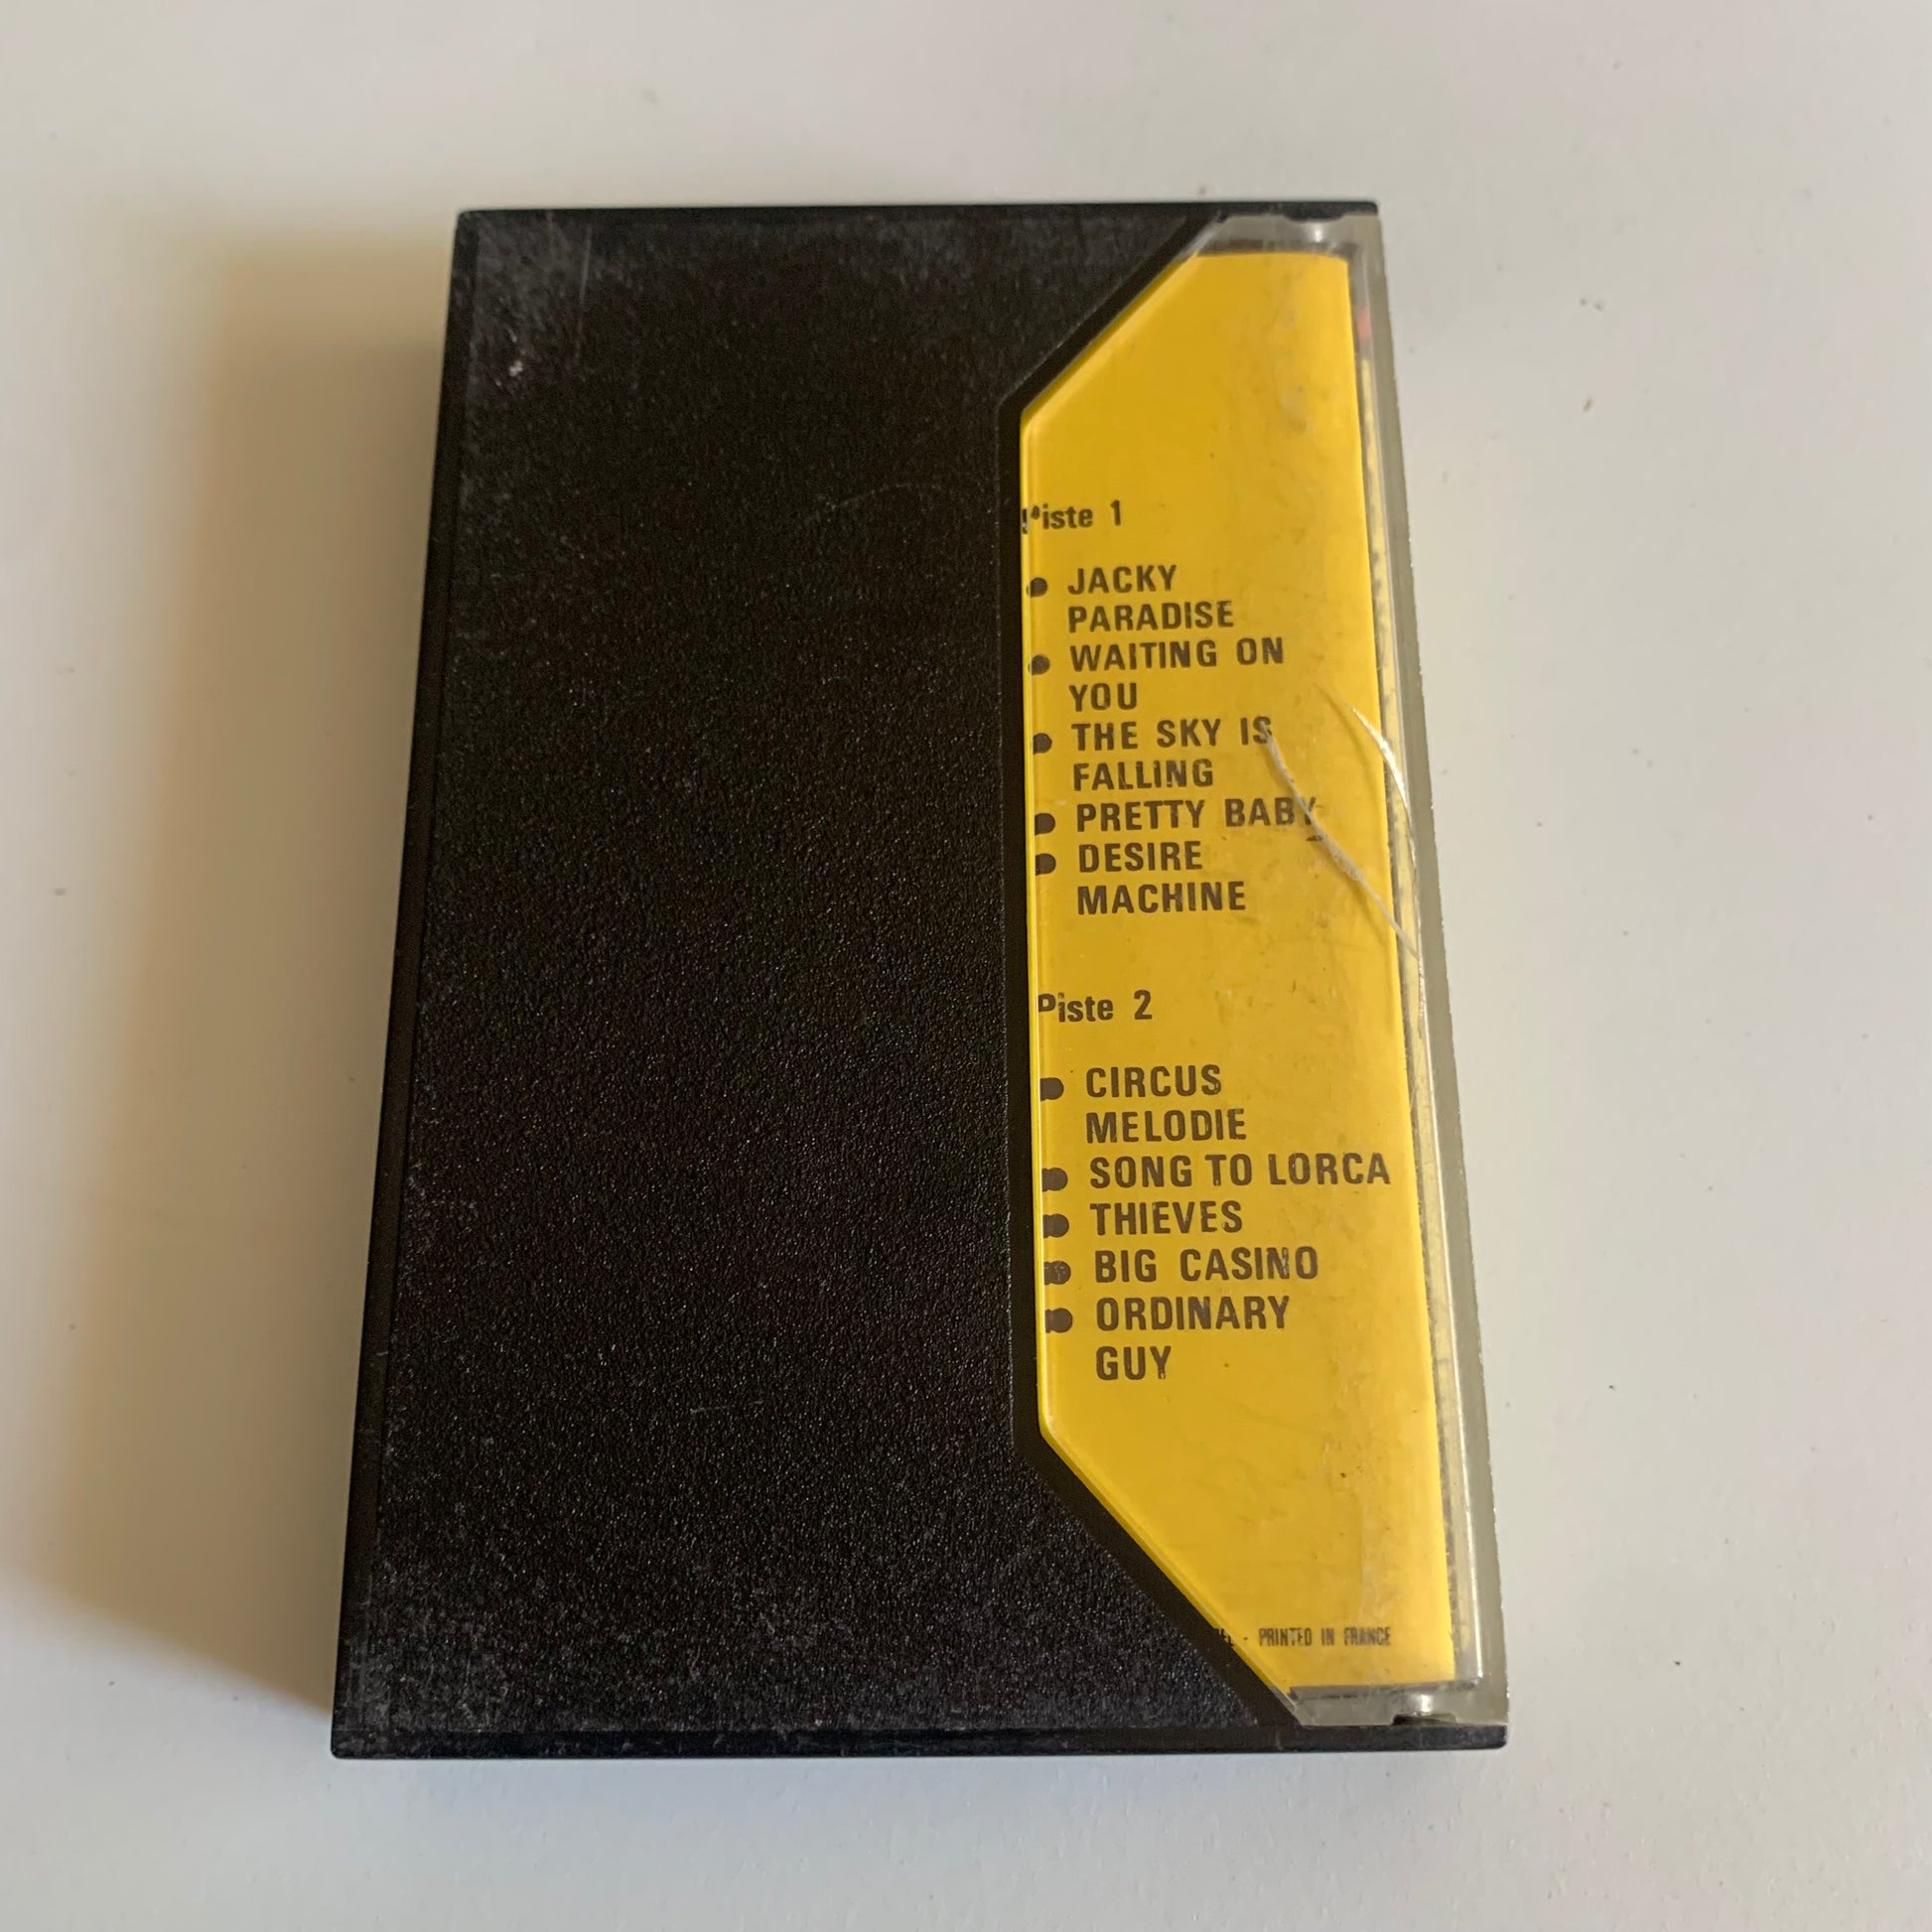 Piste 1
● JACKY
PARADISE
● WAITING ON
YOU
● THE SKY IS
FALLING
● PRETTY BABY
● DESIRE
MACHINE
Piste 2
● CIRCUS
MELODIE
● SONG TO LORCA
● THIEVES
● BIG CASINO
● ORDINARY
GUY
- PRINTED IN FRANCE